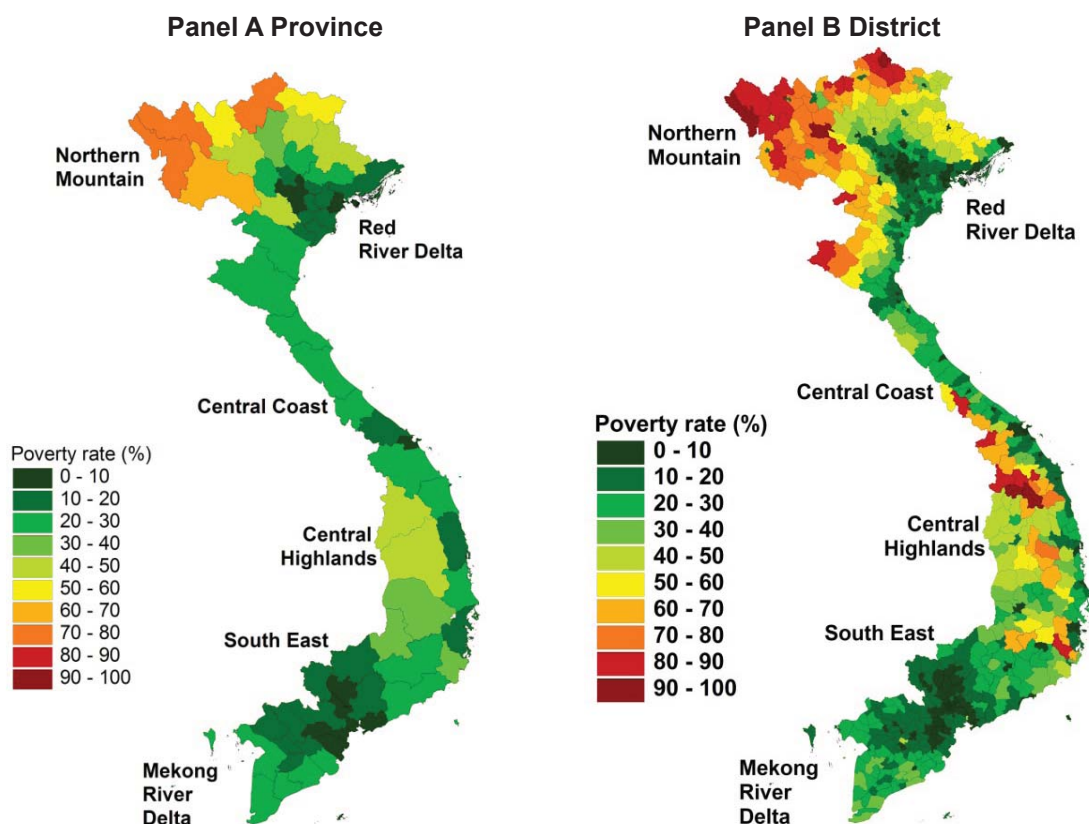 Panel A Province
Northern
Mountain
Red
River Delta
Central Coast
Poverty rate (%)
0 - 10
10 - 20
20 - 30
30 - 40
40 - 50
50 - 60
60 - 70
70 - 80
80 - 90
90 - 100
Central
Highlands
South East
Mekong
River
Delta
Panel B District
Northern
Mountain
Red
River Delta
Central Coast
Poverty rate (%)
0 - 10
10 - 20
20 - 30
30 - 40
40 - 50
50 - 60
60 - 70
70 - 80
80 - 90
90 - 100
Central
Highlands
South East
Mekong
River
Delta